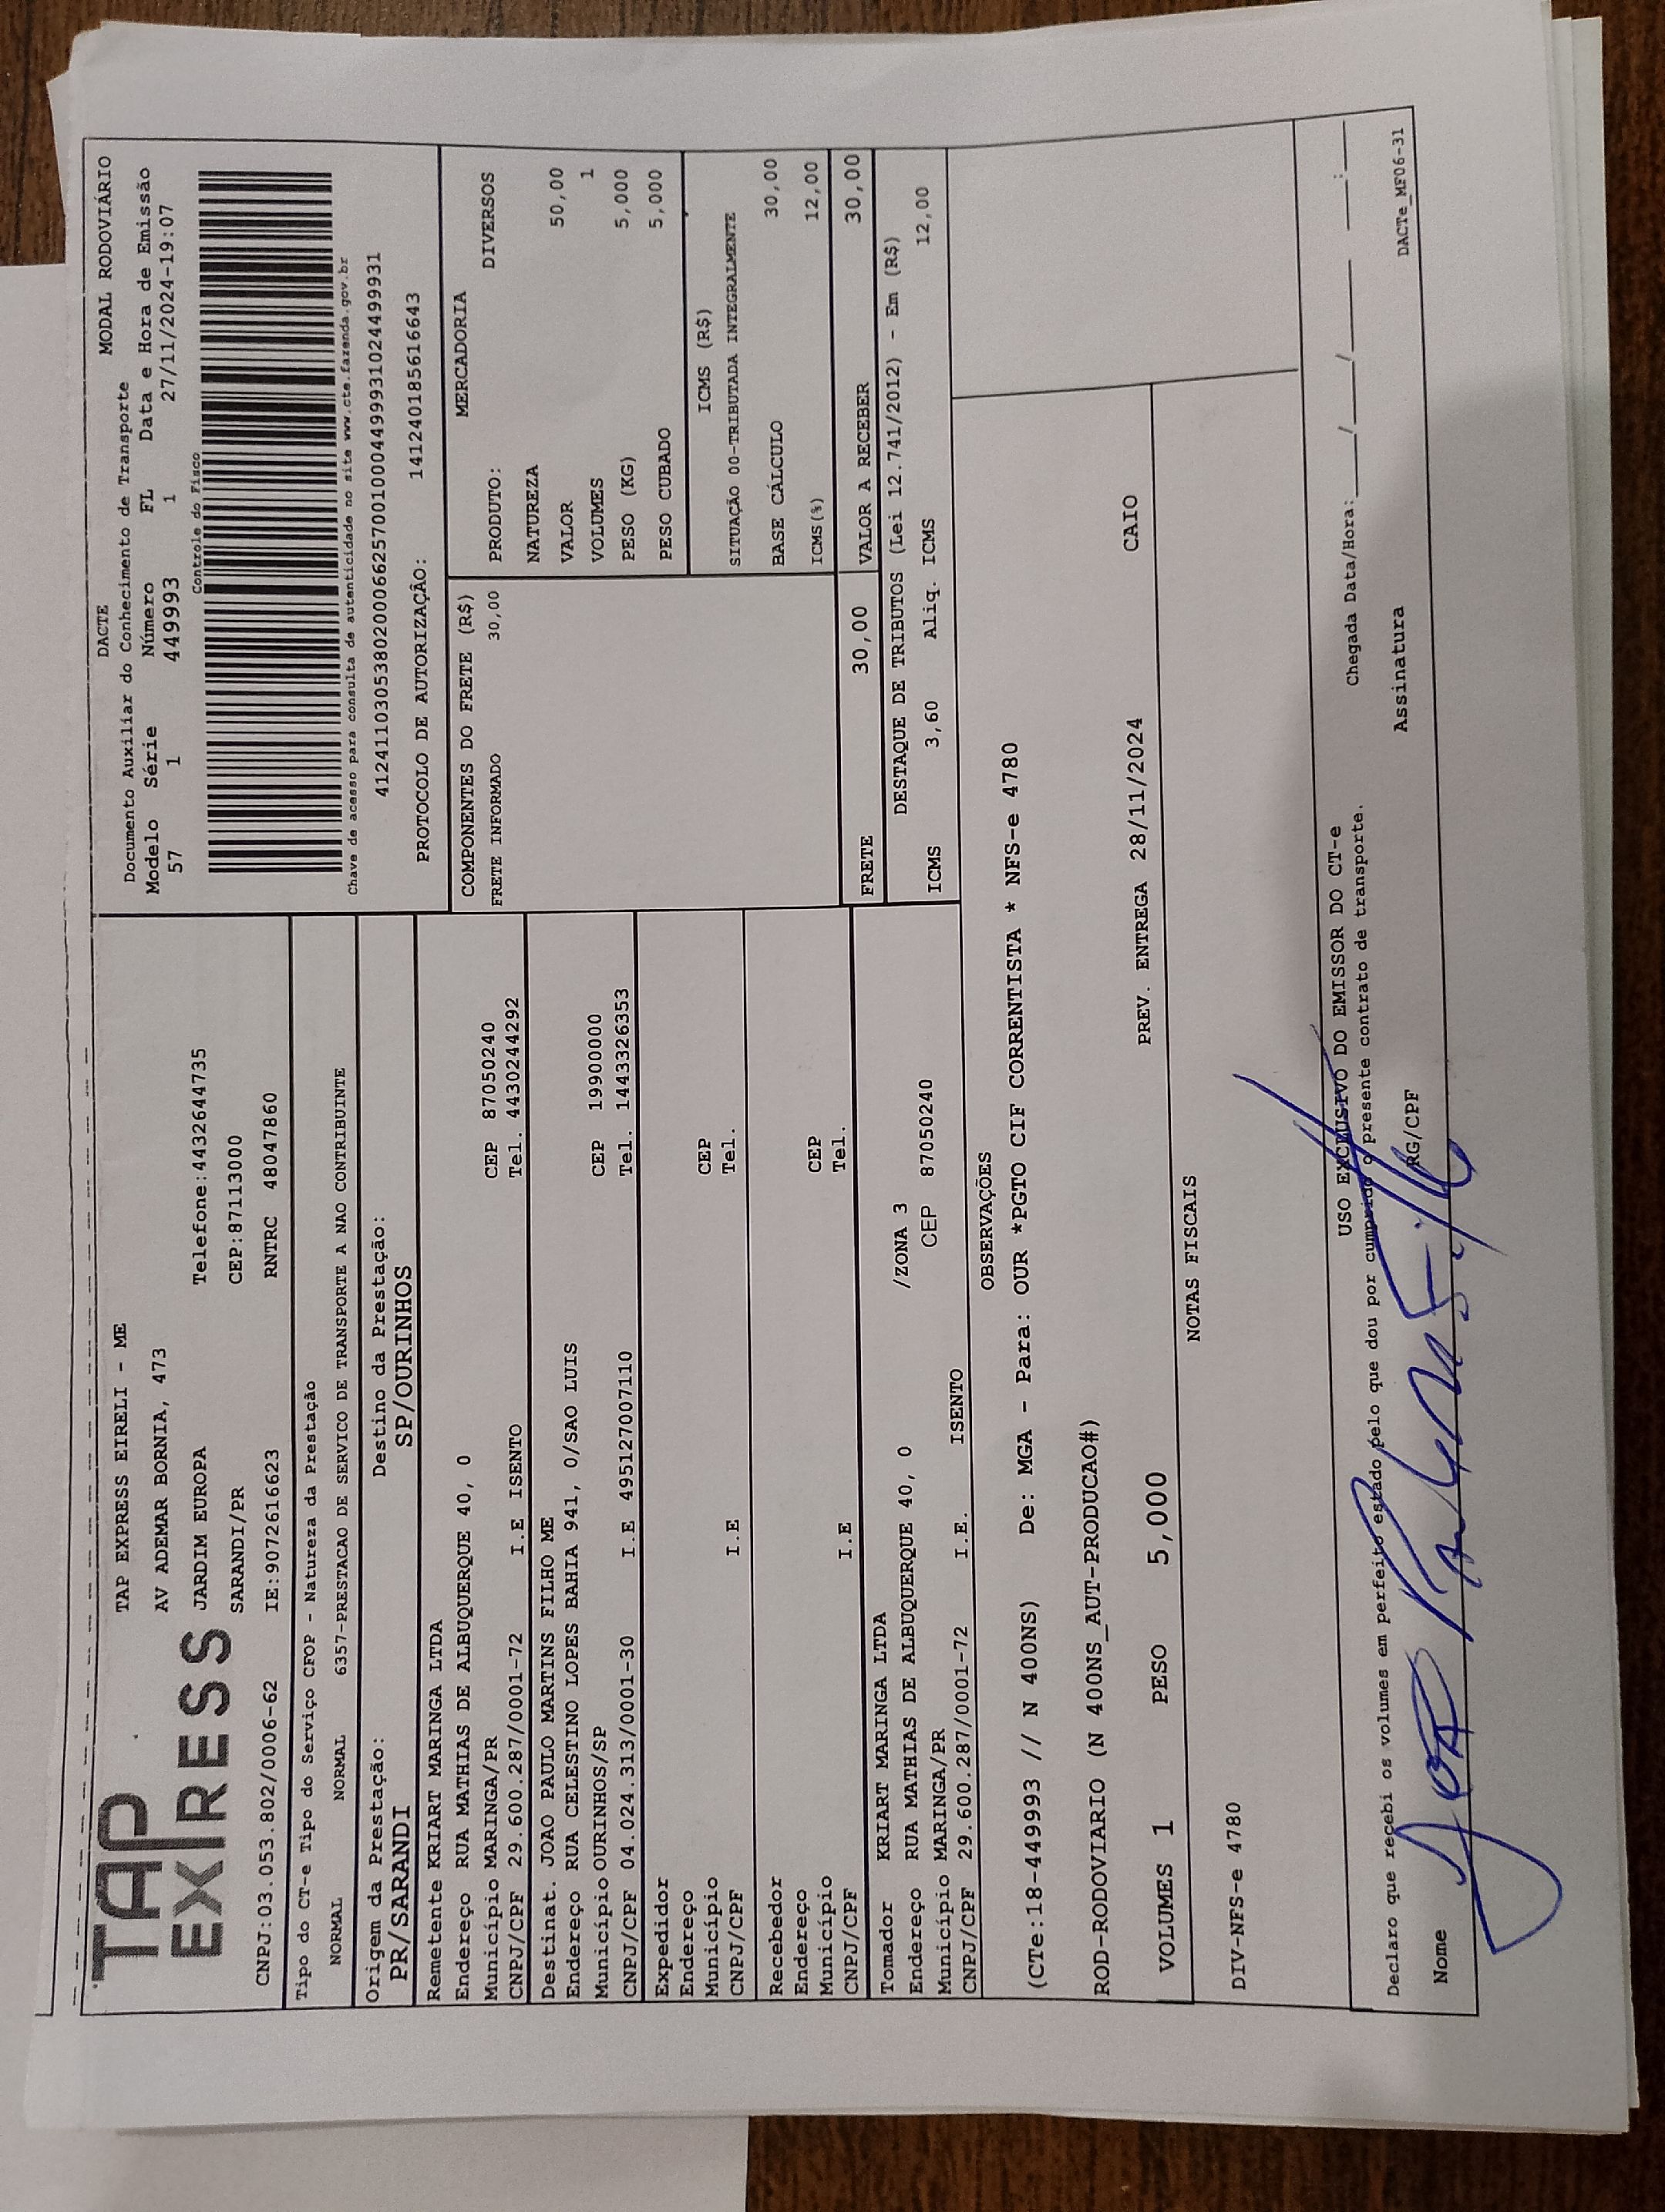 TAP
EXPRESS
TAP EXPRESS EIRELI - ME
AV ADEMAR BORNIA, 473
JARDIM EUROPA Telefone:4432644735
SARANDI/PR CEP:87113000
CNPJ:03.053.802/0006-62 IE:9072616623 RNTRC 48047860
DACTE MODAL RODOVIÁRIO
Documento Auxiliar do Conhecimento de Transporte
Modelo Série Número FL Data e Hora de Emissão
57 1 449993 1 27/11/2024-19:07
Controle do Fisco
Chave de acesso para consulta de autenticidade no site www.cte.fazenda.gov.br
41241103053802000662570010004499931024499931
PROTOCOLO DE AUTORIZAÇÃO: 141240185616643
Tipo do CT-e Tipo do Serviço CFOP - Natureza da Prestação
NORMAL NORMAL 6357-PRESTACAO DE SERVICO DE TRANSPORTE A NAO CONTRIBUINTE
Origem da Prestação: Destino da Prestação:
PR/SARANDI SP/OURINHOS
Remetente KRIART MARINGA LTDA
Endereço RUA MATHIAS DE ALBUQUERQUE 40, 0
Município MARINGA/PR CEP 87050240
CNPJ/CPF 29.600.287/0001-72 I.E ISENTO Tel. 4430244292
Destinat. JOAO PAULO MARTINS FILHO ME
Endereço RUA CELESTINO LOPES BAHIA 941, 0/SAO LUIS
Município OURINHOS/SP CEP 19900000
CNPJ/CPF 04.024.313/0001-30 I.E 495127007110 Tel. 1443326353
Expedidor
Endereço
Município CEP
CNPJ/CPF I.E Tel.
Recebedor
Endereço
Município CEP
CNPJ/CPF I.E Tel.
Tomador KRIART MARINGA LTDA
Endereço RUA MATHIAS DE ALBUQUERQUE 40, 0 /ZONA 3
Município MARINGA/PR CEP 87050240
CNPJ/CPF 29.600.287/0001-72 I.E. ISENTO
COMPONENTES DO FRETE (R$)
FRETE INFORMADO 30,00
MERCADORIA
PRODUTO: DIVERSOS
NATUREZA
VALOR 50,00
VOLUMES 1
PESO (KG) 5,000
PESO CUBADO 5,000
ICMS (R$)
SITUAÇÃO 00-TRIBUTADA INTEGRALMENTE
BASE CÁLCULO 30,00
ICMS(%) 12,00
FRETE 30,00 VALOR A RECEBER 30,00
DESTAQUE DE TRIBUTOS (Lei 12.741/2012) - Em (R$)
ICMS 3,60 Aliq. ICMS 12,00
OBSERVAÇÕES
(CTe:18-449993 // N 400NS) De: MGA - Para: OUR *PGTO CIF CORRENTISTA * NFS-e 4780
ROD-RODOVIARIO (N 400NS_AUT-PRODUCAO#)
VOLUMES 1 PESO 5,000 PREV. ENTREGA 28/11/2024 CAIO
NOTAS FISCAIS
DIV-NFS-e 4780
USO EXCLUSIVO DO EMISSOR DO CT-e
Declaro que recebi os volumes em perfeito estado pelo que dou por cumprido o presente contrato de transporte.
Chegada Data/Hora:____/____/____ ___:___
Nome RG/CPF Assinatura
DACTe_MF06-31